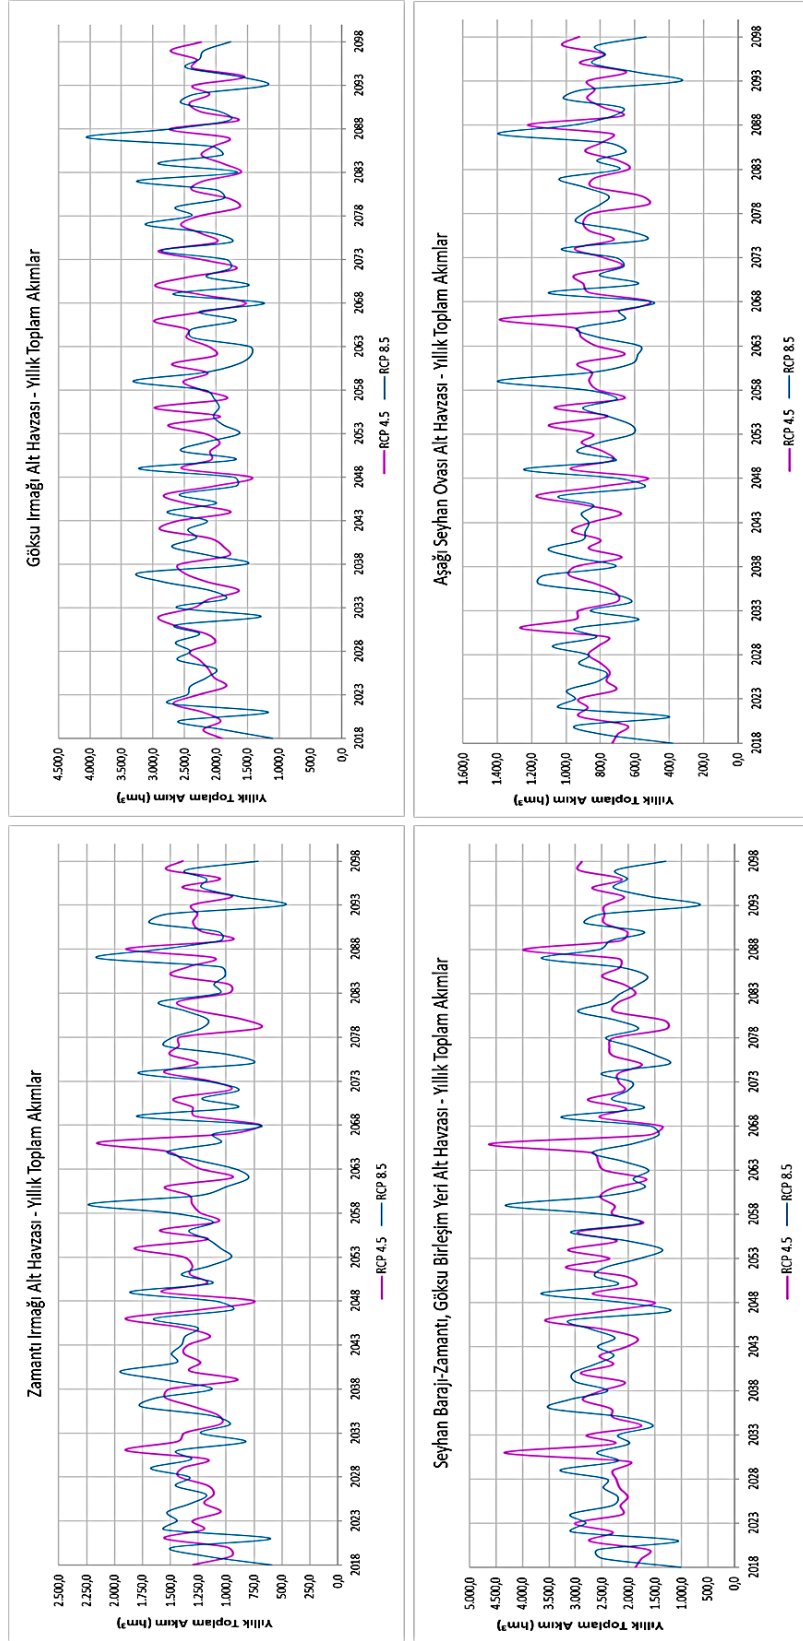 Zamantı Irmağı Alt Havzası - Yıllık Toplam Akımlar
Yıllık Toplam Akım (hm³)
2.500,0
2.250,0
2.000,0
1.750,0
1.500,0
1.250,0
1.000,0
750,0
500,0
250,0
0,0
2018 2023 2028 2033 2038 2043 2048 2053 2058 2063 2068 2073 2078 2083 2088 2093 2098
RCP 4.5 RCP 8.5
Göksu Irmağı Alt Havzası - Yıllık Toplam Akımlar
Yıllık Toplam Akım (hm³)
4.500,0
4.000,0
3.500,0
3.000,0
2.500,0
2.000,0
1.500,0
1.000,0
500,0
0,0
2018 2023 2028 2033 2038 2043 2048 2053 2058 2063 2068 2073 2078 2083 2088 2093 2098
RCP 4.5 RCP 8.5
Seyhan Barajı-Zamantı, Göksu Birleşim Yeri Alt Havzası - Yıllık Toplam Akımlar
Yıllık Toplam Akım (hm³)
5.000,0
4.500,0
4.000,0
3.500,0
3.000,0
2.500,0
2.000,0
1.500,0
1.000,0
500,0
0,0
2018 2023 2028 2033 2038 2043 2048 2053 2058 2063 2068 2073 2078 2083 2088 2093 2098
RCP 4.5 RCP 8.5
Aşağı Seyhan Ovası Alt Havzası - Yıllık Toplam Akımlar
Yıllık Toplam Akım (hm³)
1.600,0
1.400,0
1.200,0
1.000,0
800,0
600,0
400,0
200,0
0,0
2018 2023 2028 2033 2038 2043 2048 2053 2058 2063 2068 2073 2078 2083 2088 2093 2098
RCP 4.5 RCP 8.5